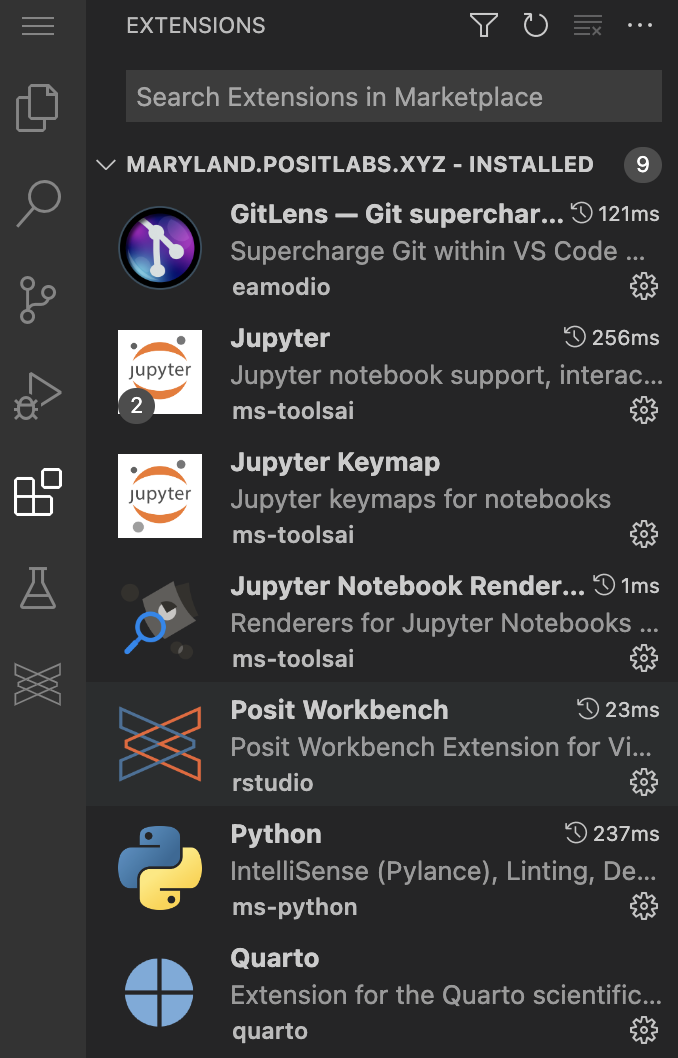 EXTENSIONS
Search Extensions in Marketplace
MARYLAND.POSITLABS.XYZ - INSTALLED 9
GitLens — Git superchar... 121ms
Supercharge Git within VS Code ...
eamodio
Jupyter 256ms
jupyter
Jupyter notebook support, interac...
2
ms-toolsai
Jupyter Keymap
jupyter
Jupyter keymaps for notebooks
ms-toolsai
Jupyter Notebook Render... 1ms
Renderers for Jupyter Notebooks ...
ms-toolsai
Posit Workbench 23ms
Posit Workbench Extension for Vi...
rstudio
Python 237ms
IntelliSense (Pylance), Linting, De...
ms-python
Quarto
Extension for the Quarto scientific...
quarto